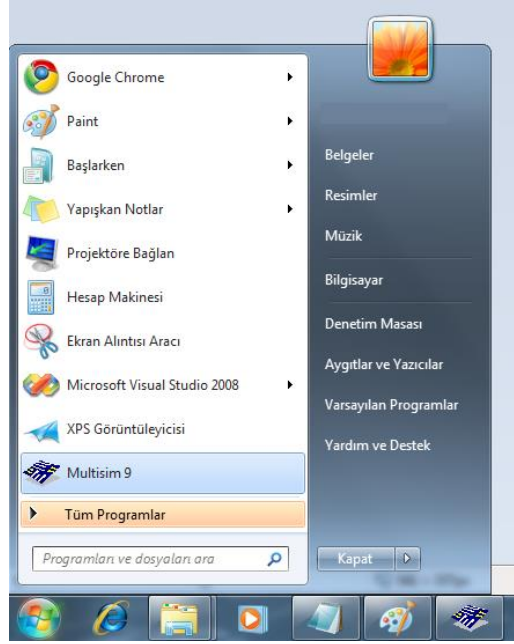 Google Chrome
Paint
Başlarken
Yapışkan Notlar
Projektöre Bağlan
Hesap Makinesi
Ekran Alıntısı Aracı
Microsoft Visual Studio 2008
XPS Görüntüleyicisi
Multisim 9
Tüm Programlar
Programları ve dosyaları ara
Belgeler
Resimler
Müzik
Bilgisayar
Denetim Masası
Aygıtlar ve Yazıcılar
Varsayılan Programlar
Yardım ve Destek
Kapat